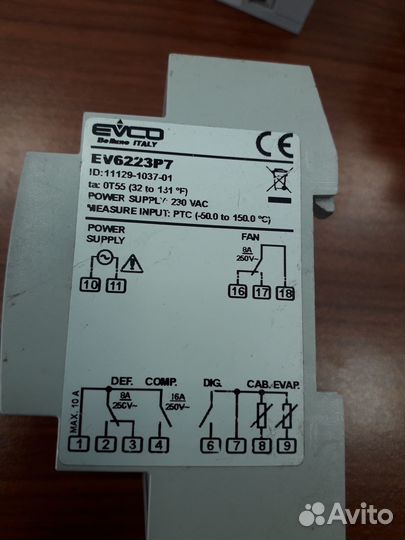 EVCO
Belluno ITALY
CE
EV6223P7
ID:11129-1037-01
ta: 0T55 (32 to 131 °F)
POWER SUPPLY: 230 VAC
MEASURE INPUT: PTC (-50.0 to 150.0 °C)
POWER
SUPPLY
FAN
8A
250V~
10 11
16 17 18
DEF. COMP. DIG. CAB. EVAP.
MAX. 10 A
8A
250V~
16A
250V~
1 2 3 4 6 7 8 9
Avito